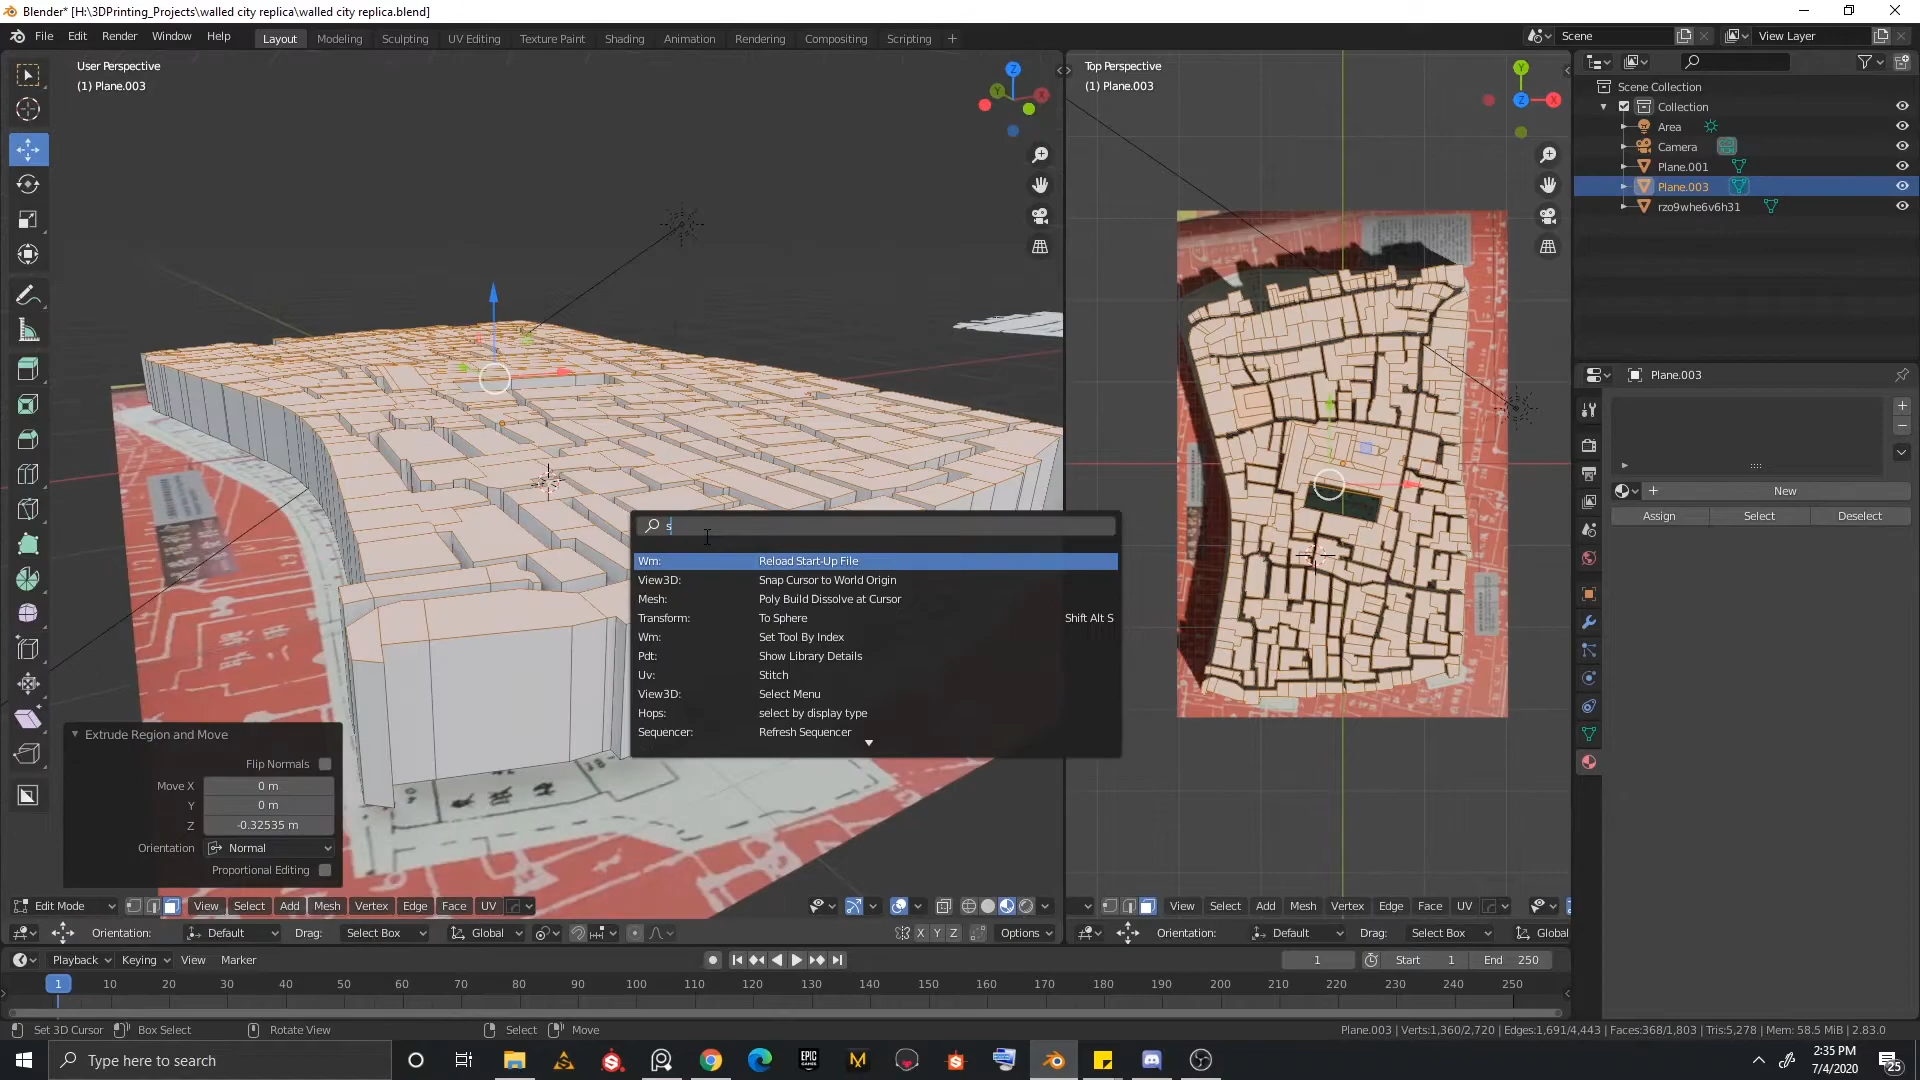 Blender* [H:\3DPrinting_Projects\walled city replica\walled city replica.blend]
File Edit Render Window Help Layout Modeling Sculpting UV Editing Texture Paint Shading Animation Rendering Compositing Scripting + Scene View Layer
User Perspective
(1) Plane.003
Top Perspective
(1) Plane.003
Scene Collection
Collection
Area
Camera
Plane.001
Plane.003
rzo9whe6v6h31
Plane.003
New
Assign Select Deselect
s
Wm: Reload Start-Up File
View3D: Snap Cursor to World Origin
Mesh: Poly Build Dissolve at Cursor
Transform: To Sphere Shift Alt S
Wm: Set Tool By Index
Pdt: Show Library Details
Uv: Stitch
View3D: Select Menu
Hops: select by display type
Sequencer: Refresh Sequencer
Extrude Region and Move
Flip Normals
Move X 0 m
Y 0 m
Z -0.32535 m
Orientation Normal
Proportional Editing
Edit Mode View Select Add Mesh Vertex Edge Face UV
View Select Add Mesh Vertex Edge Face UV
Orientation: Default Drag: Select Box Global X Y Z Options
Orientation: Default Drag: Select Box Global
Playback Keying View Marker 1 Start 1 End 250
1 10 20 30 40 50 60 70 80 90 100 110 120 130 140 150 160 170 180 190 200 210 220 230 240 250
Set 3D Cursor Box Select Rotate View Select Move Plane.003 | Verts:1,360/2,720 | Edges:1,691/4,443 | Faces:368/1,803 | Tris:5,278 | Mem: 58.5 MiB | 2.83.0
Type here to search
EPIC GAMES
2:35 PM
7/4/2020
25